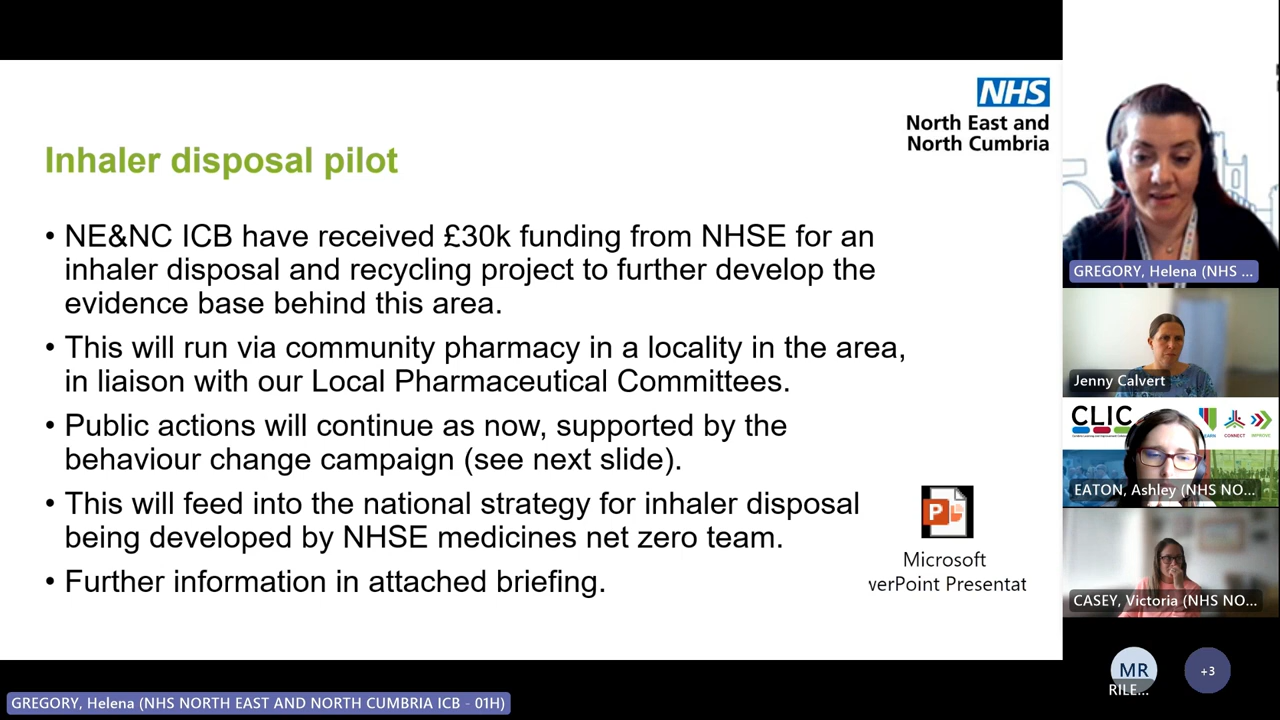 NHS
North East and
North Cumbria
Inhaler disposal pilot
• NE&NC ICB have received £30k funding from NHSE for an
inhaler disposal and recycling project to further develop the
evidence base behind this area.
• This will run via community pharmacy in a locality in the area,
in liaison with our Local Pharmaceutical Committees.
• Public actions will continue as now, supported by the
behaviour change campaign (see next slide).
• This will feed into the national strategy for inhaler disposal
being developed by NHSE medicines net zero team.
• Further information in attached briefing.
P
Microsoft
verPoint Presentat
GREGORY, Helena (NHS NORTH EAST AND NORTH CUMBRIA ICB - 01H)
GREGORY, Helena (NHS ...
Jenny Calvert
CLIC
CONNECT
IMPROVE
EATON, Ashley (NHS NO...
CASEY, Victoria (NHS NO...
MR
RILE...
+3